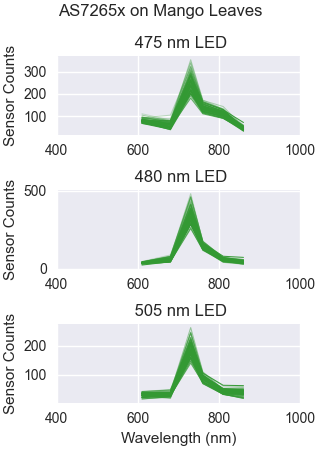 AS7265x on Mango Leaves
475 nm LED
Sensor Counts
300
200
100
400 600 800 1000
480 nm LED
Sensor Counts
500
0
400 600 800 1000
505 nm LED
Sensor Counts
200
100
400 600 800 1000
Wavelength (nm)